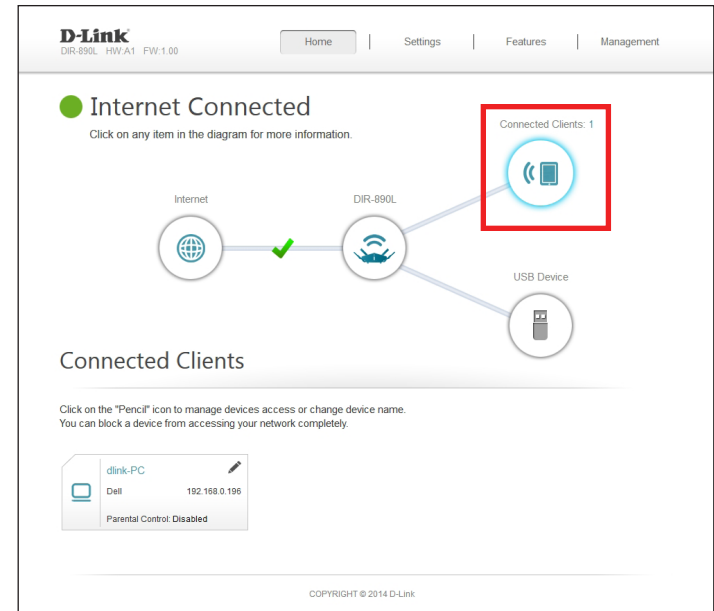 D-Link
DIR-890L HW:A1 FW:1.00
Home
Settings
Features
Management
Internet Connected
Click on any item in the diagram for more information.
Connected Clients: 1
Internet
DIR-890L
USB Device
Connected Clients
Click on the "Pencil" icon to manage devices access or change device name.
You can block a device from accessing your network completely.
dlink-PC
Dell 192.168.0.196
Parental Control: Disabled
COPYRIGHT © 2014 D-Link